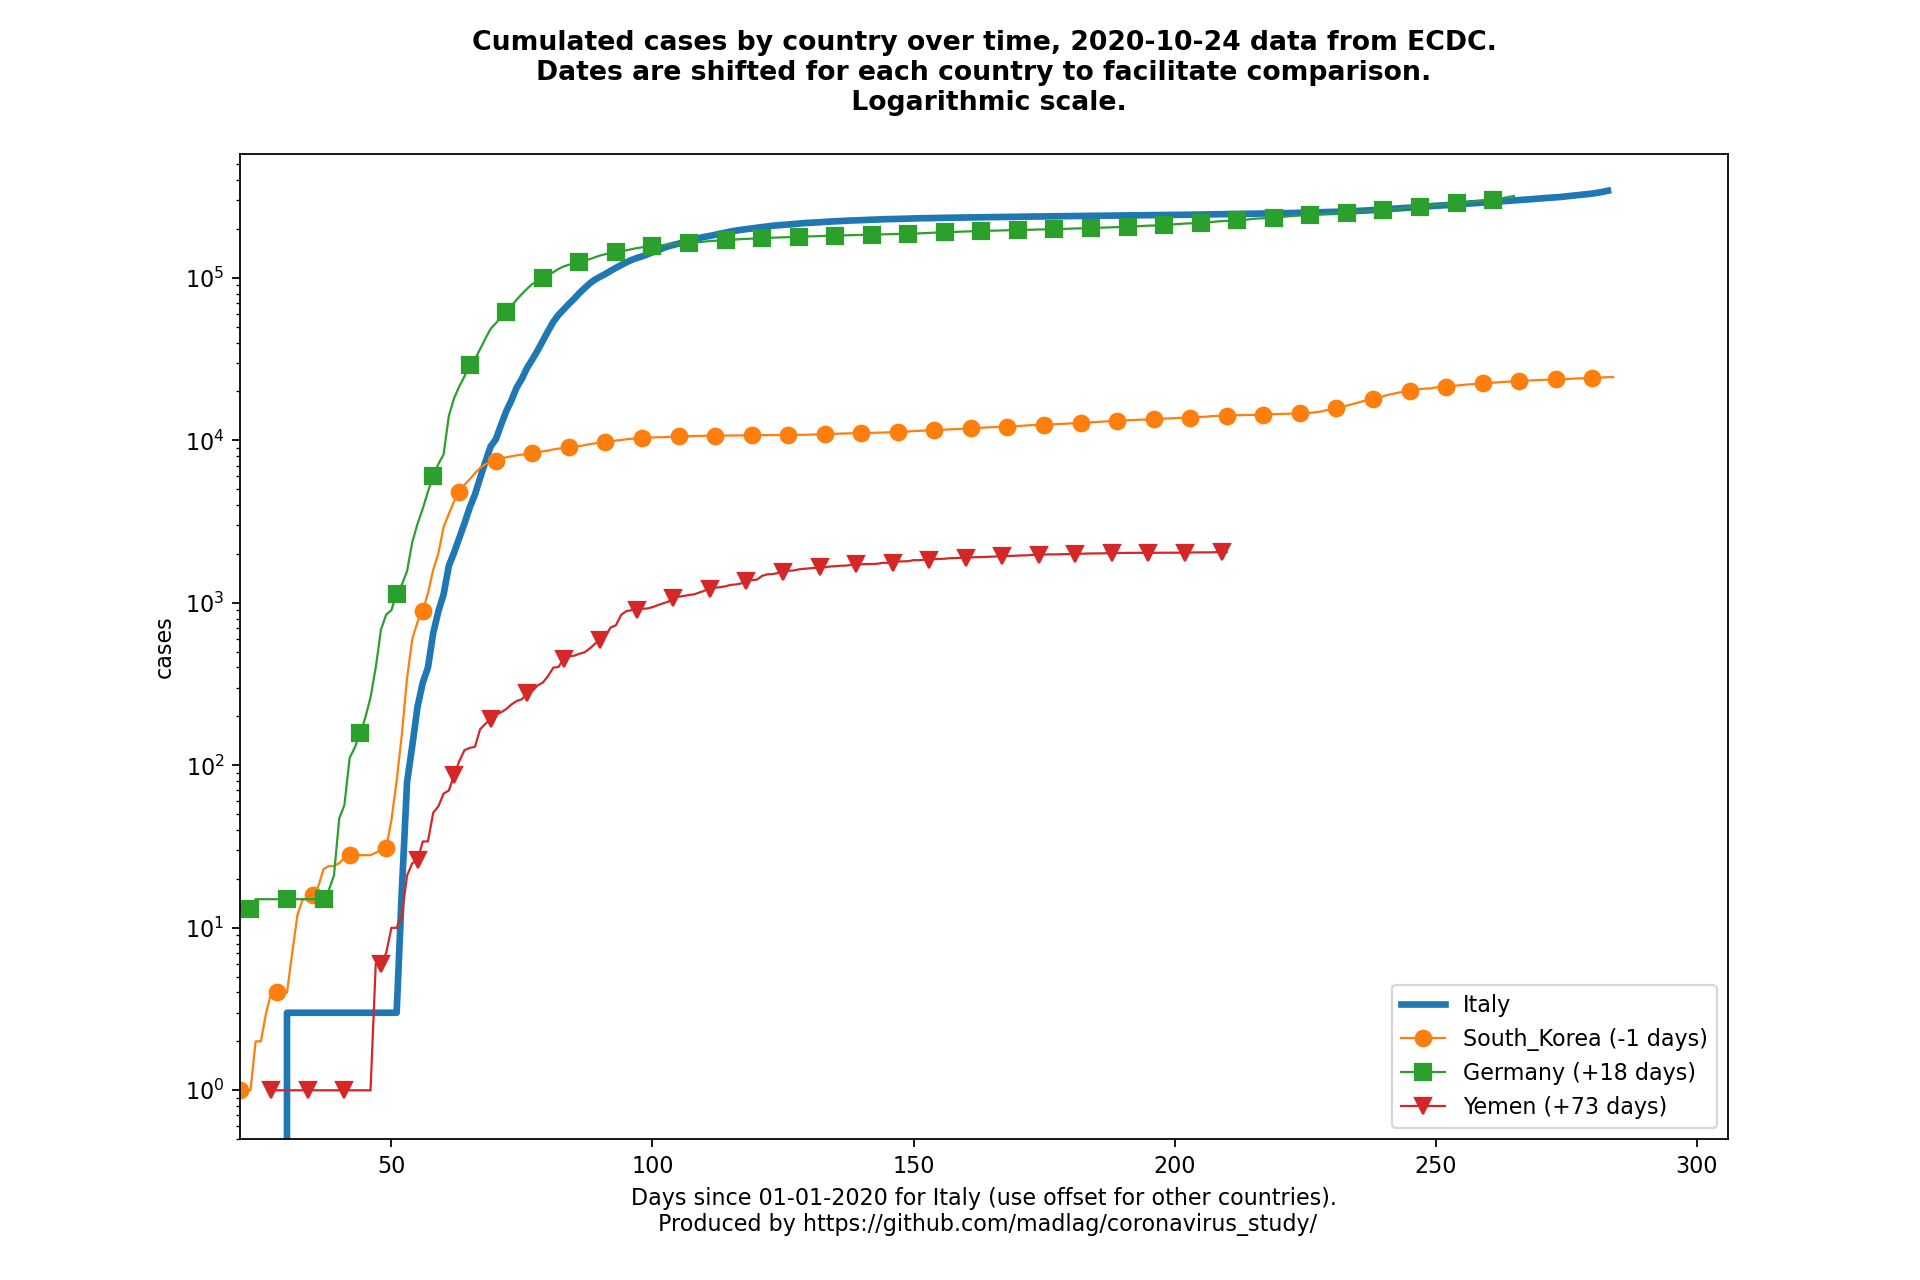 Cumulated cases by country over time, 2020-10-24 data from ECDC.
Dates are shifted for each country to facilitate comparison.
Logarithmic scale.
cases
10^5
10^4
10^3
10^2
10^1
10^0
Italy
South_Korea (-1 days)
Germany (+18 days)
Yemen (+73 days)
50 100 150 200 250 300
Days since 01-01-2020 for Italy (use offset for other countries).
Produced by https://github.com/madlag/coronavirus_study/